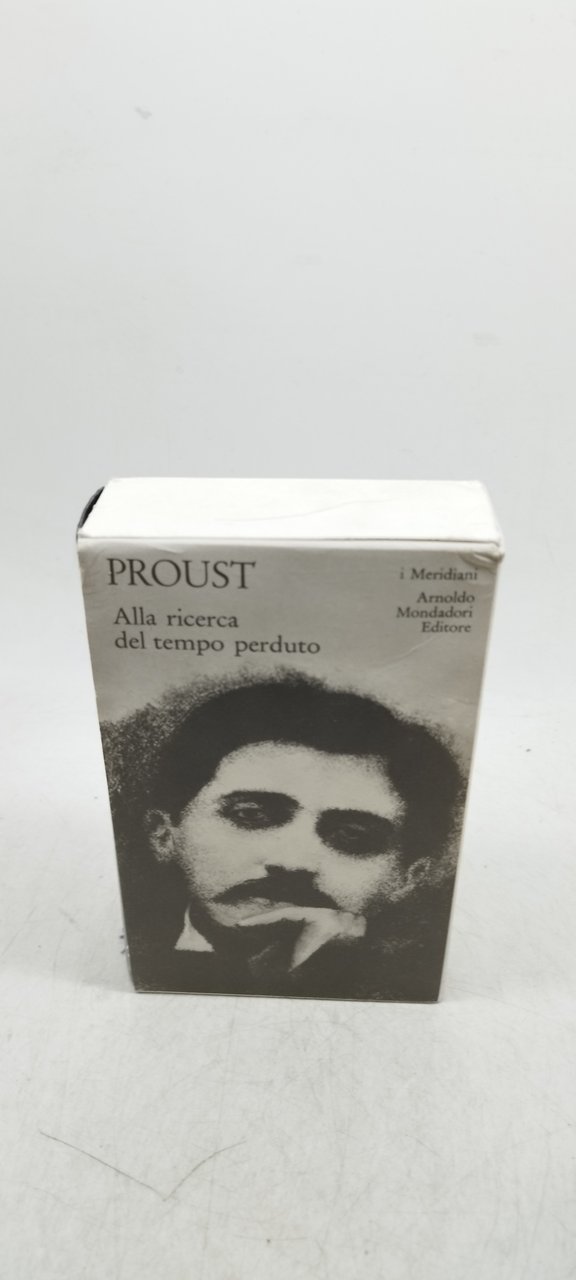 PROUST
Alla ricerca
del tempo perduto
i Meridiani
Arnoldo
Mondadori
Editore